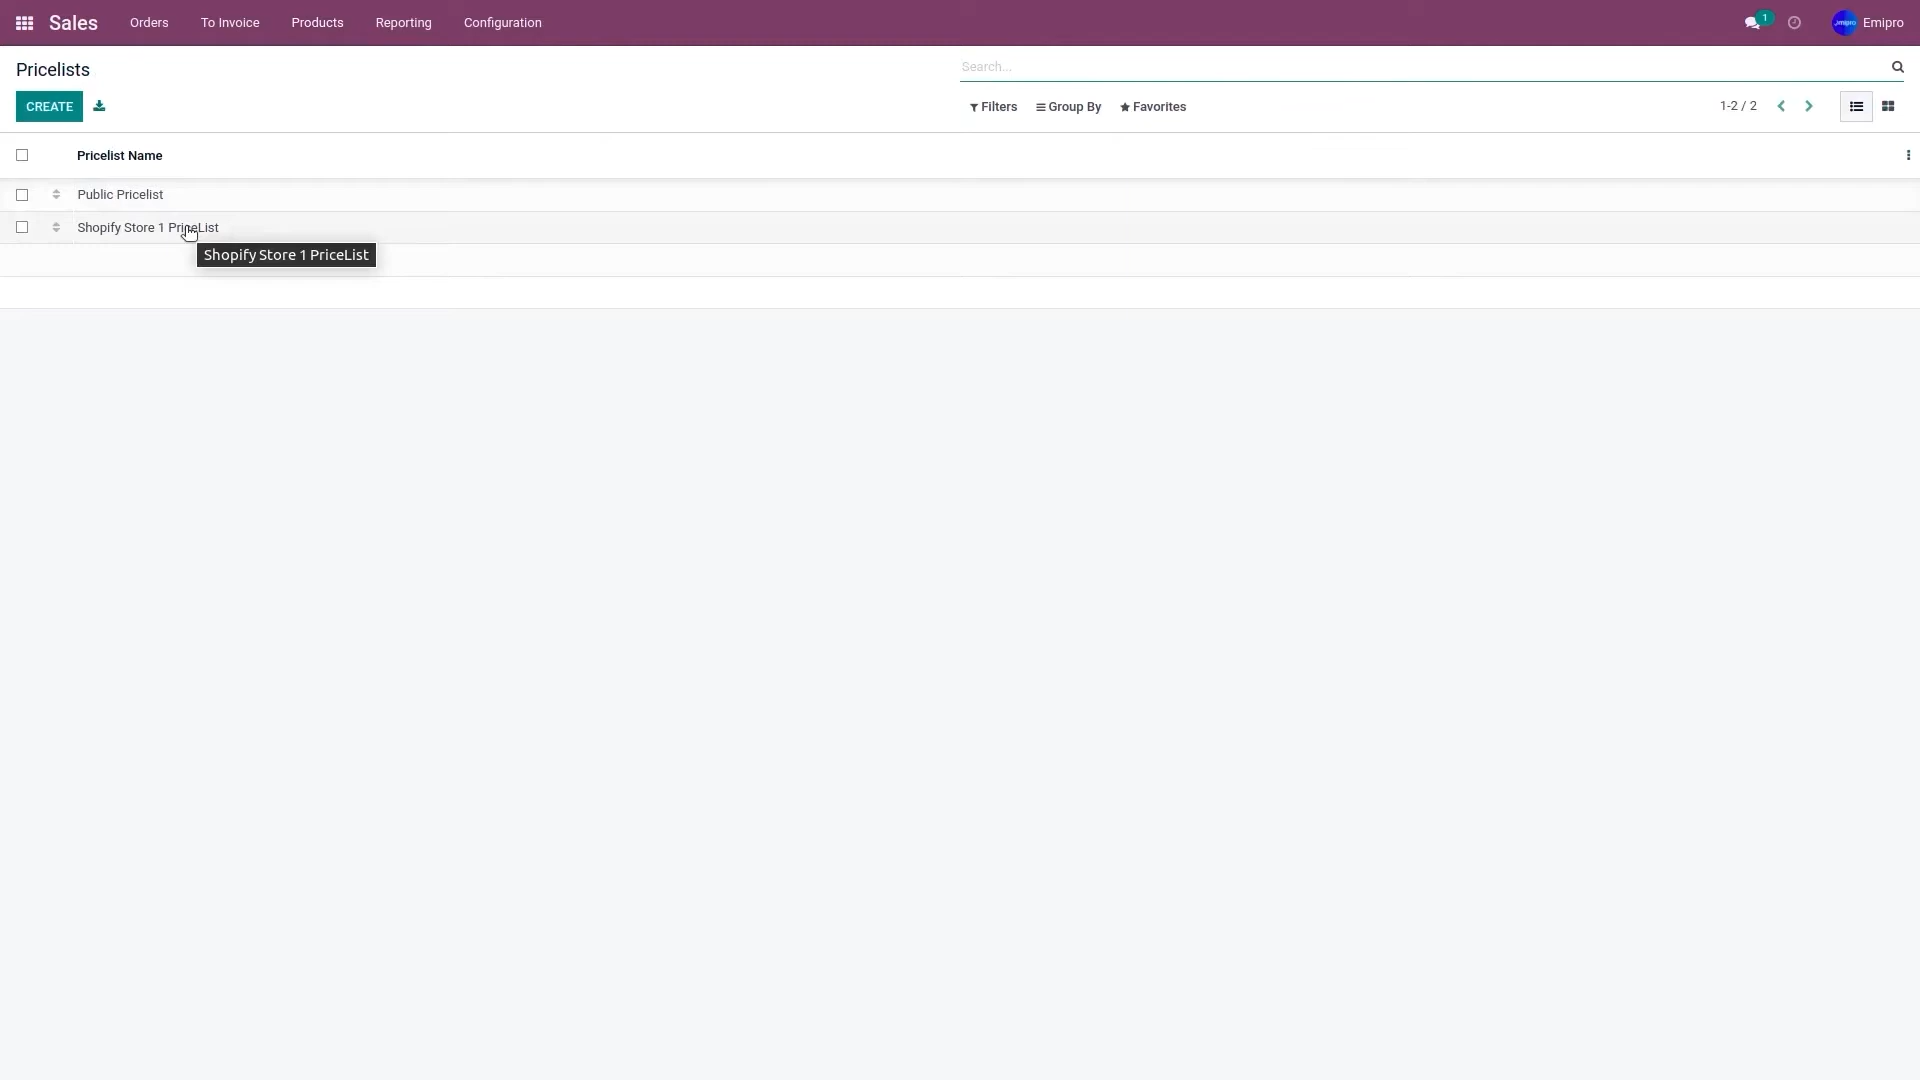 Sales Orders To Invoice Products Reporting Configuration 1 Emipro
Pricelists Search...
CREATE Filters Group By Favorites 1-2 / 2
Pricelist Name
Public Pricelist
Shopify Store 1 PriceList
Shopify Store 1 PriceList